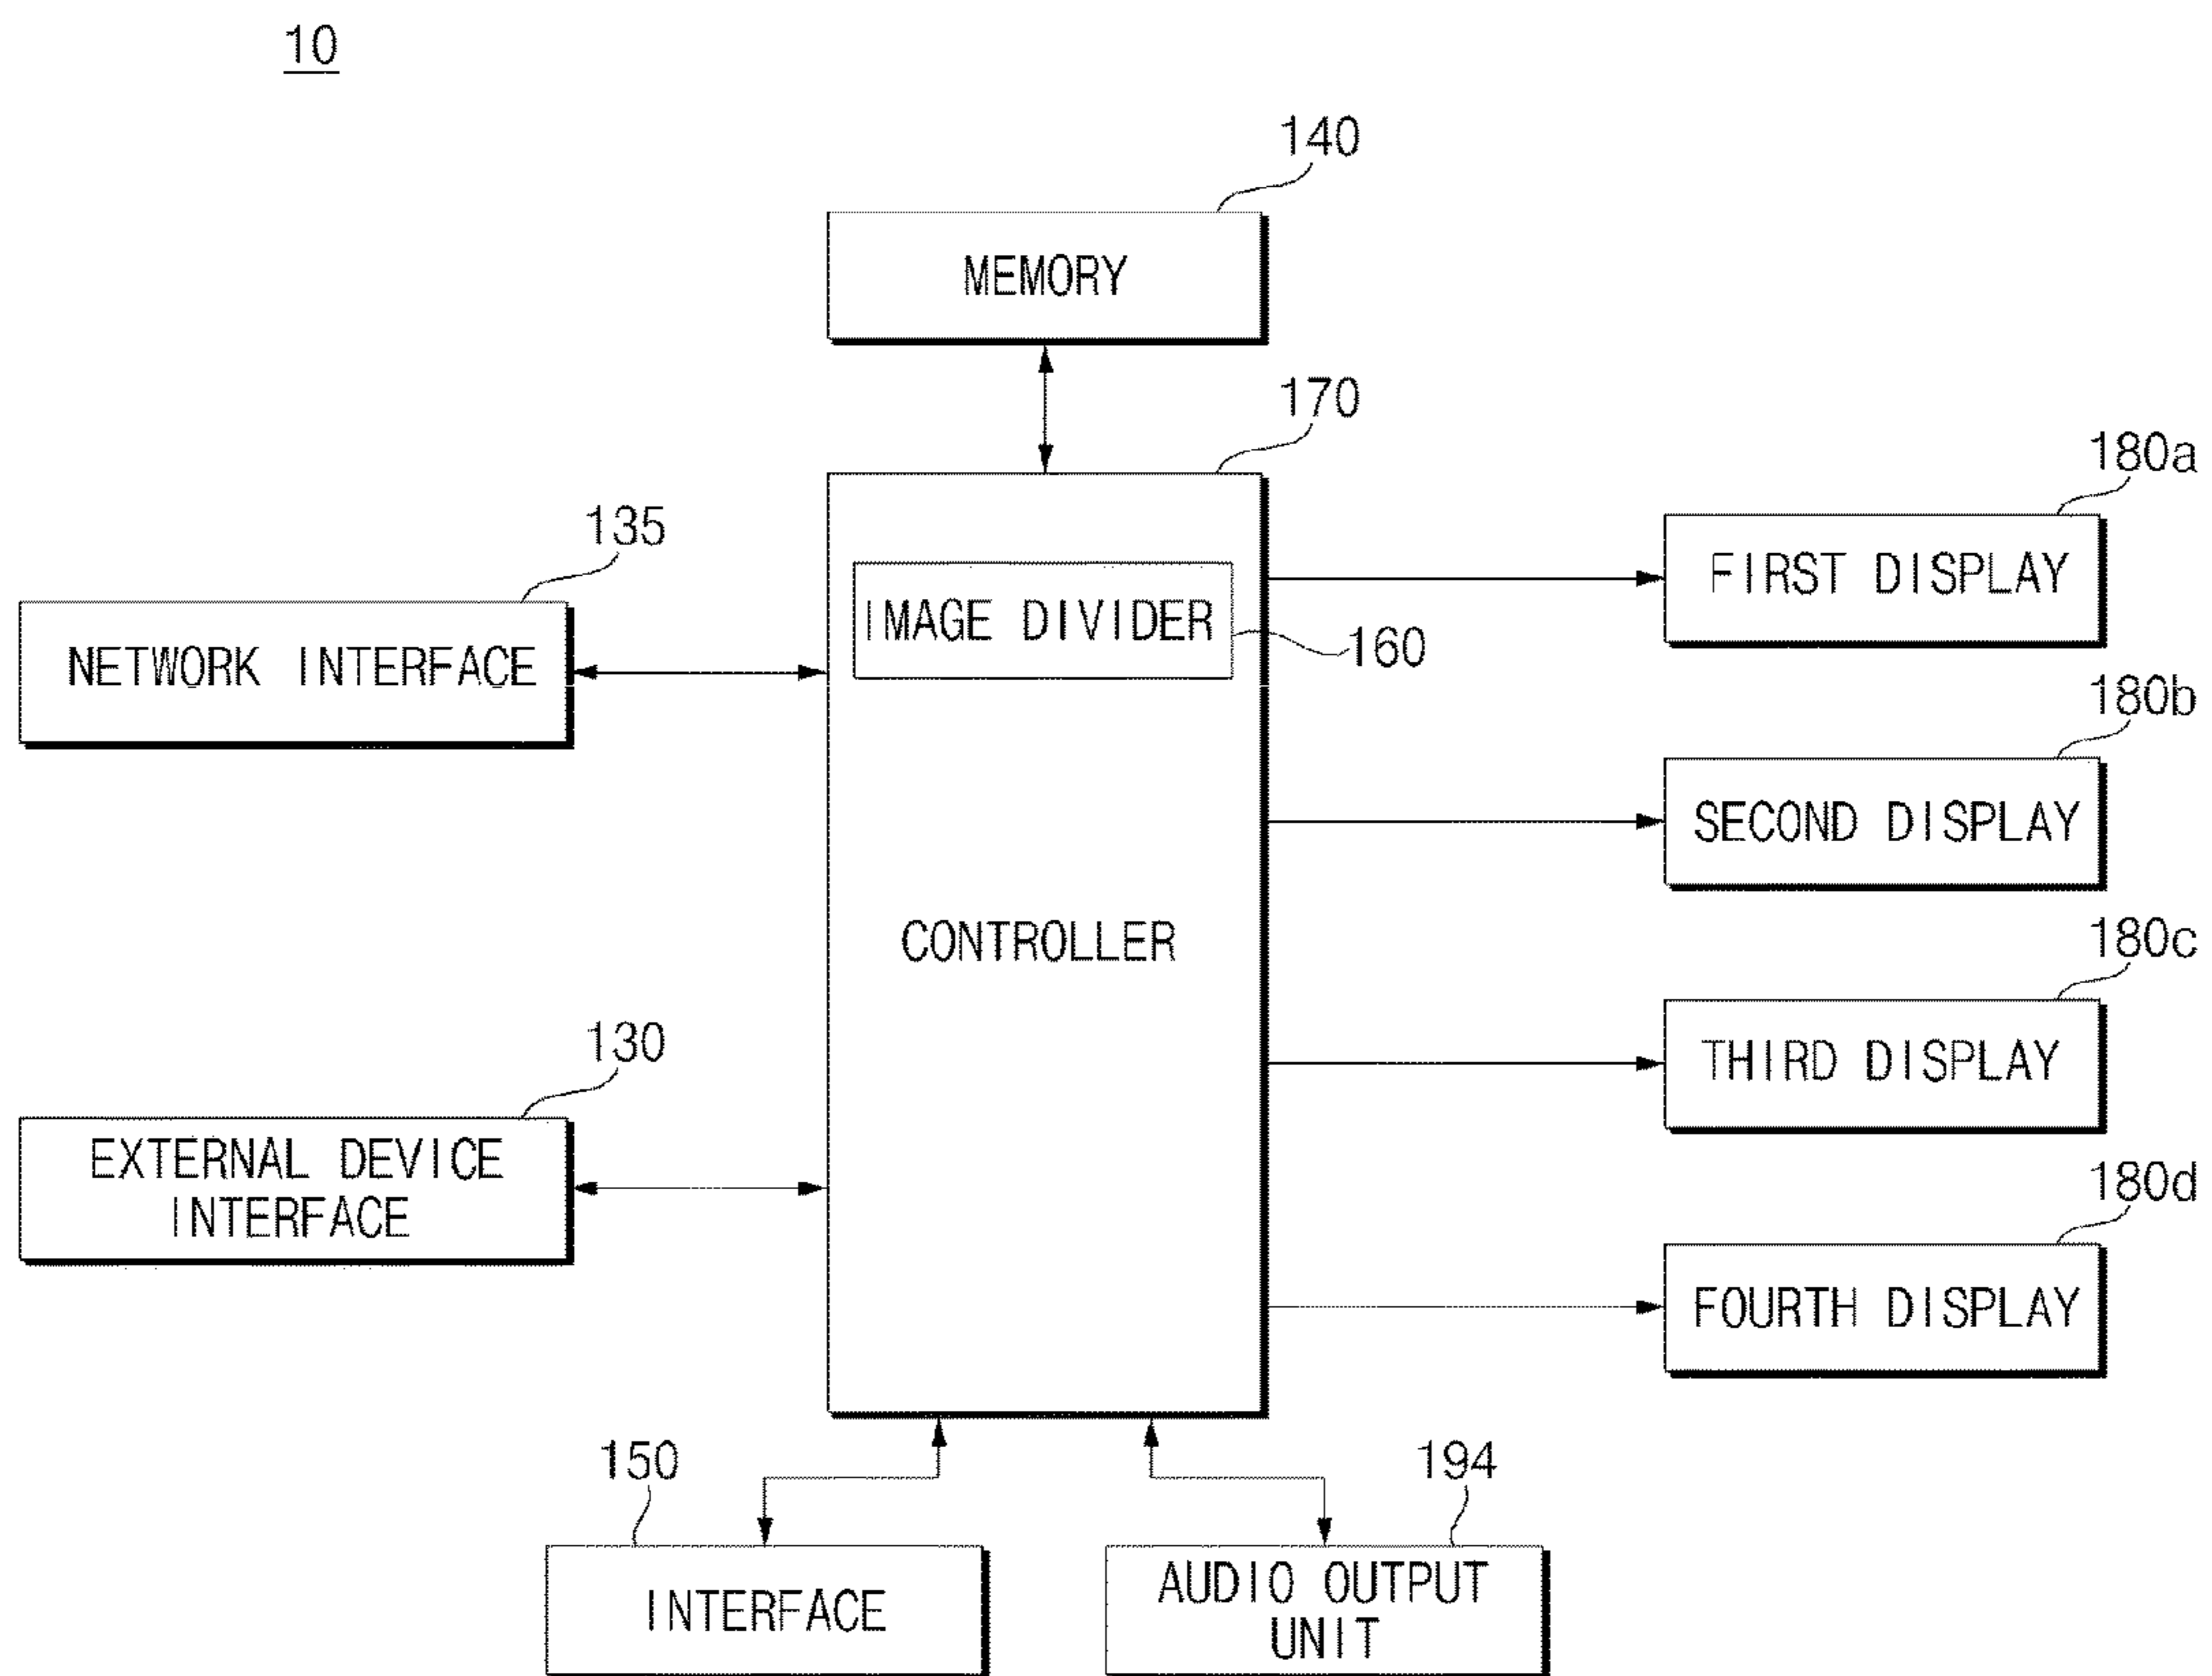 10
140
MEMORY
170
180a
FIRST DISPLAY
135
IMAGE DIVIDER
160
NETWORK INTERFACE
180b
SECOND DISPLAY
CONTROLLER
180c
THIRD DISPLAY
130
EXTERNAL DEVICE
INTERFACE
180d
FOURTH DISPLAY
150
194
INTERFACE
AUDIO OUTPUT
UNIT